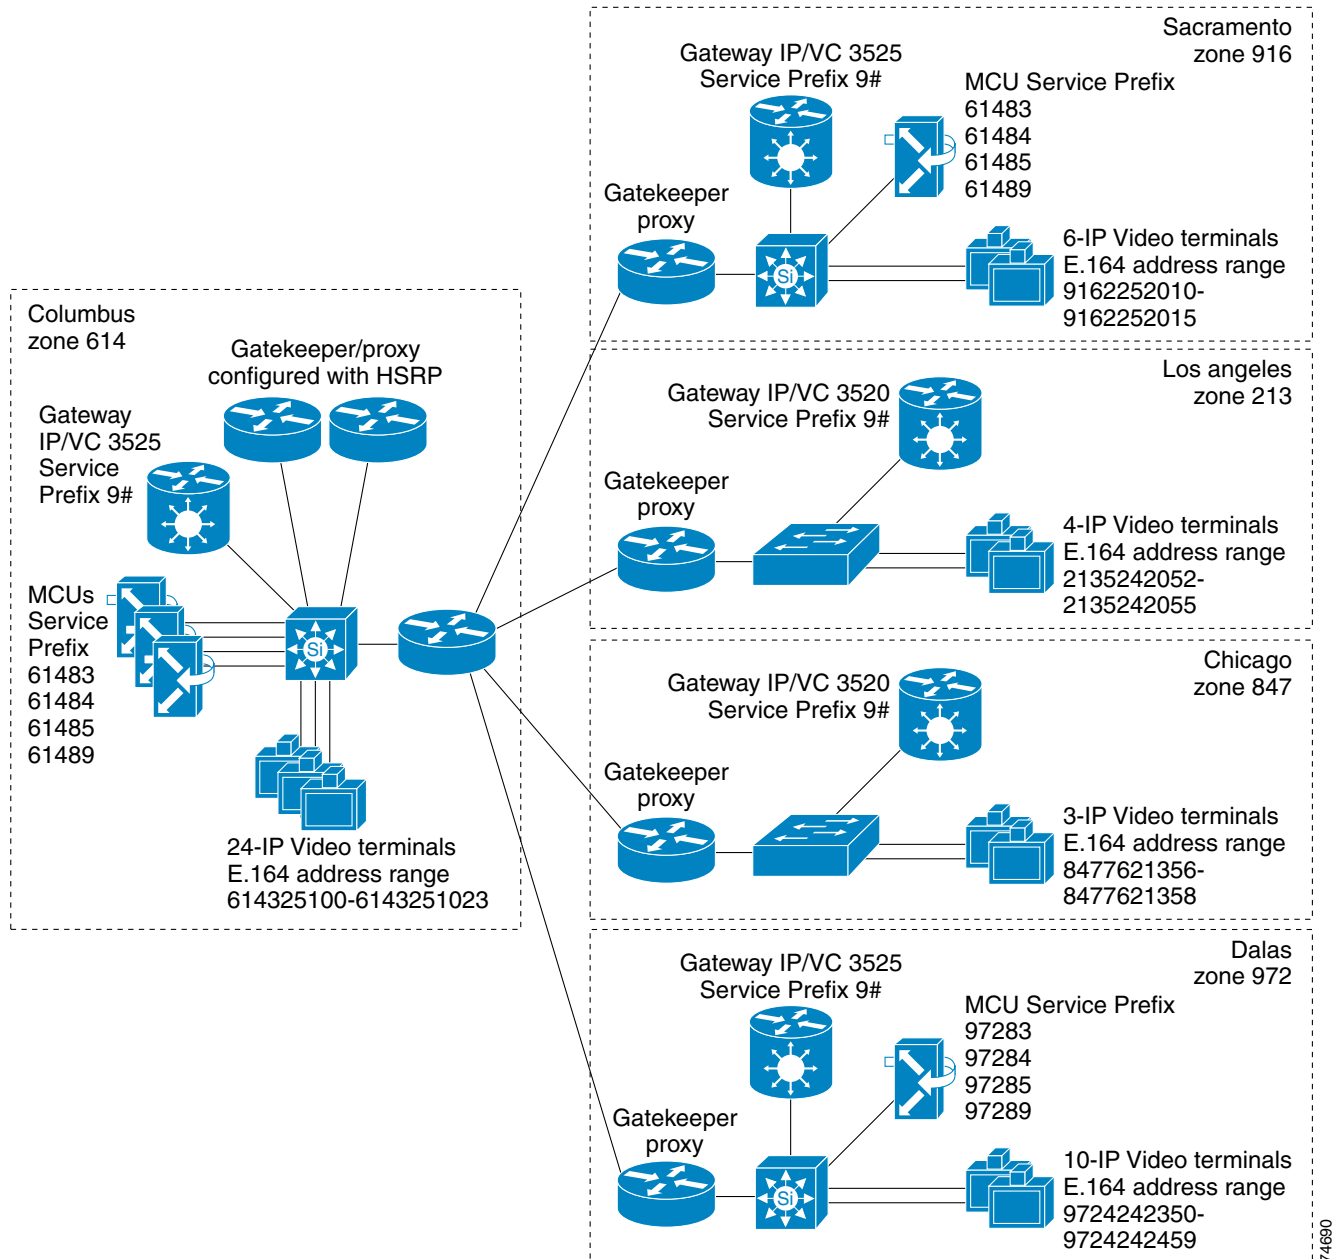 Columbus
zone 614
Gatekeeper/proxy
configured with HSRP
Gateway
IP/VC 3525
Service
Prefix 9#
MCUs
Service
Prefix
61483
61484
61485
61489
Si
24-IP Video terminals
E.164 address range
614325100-6143251023
Sacramento
zone 916
Gateway IP/VC 3525
Service Prefix 9#
MCU Service Prefix
61483
61484
61485
61489
Gatekeeper
proxy
Si
6-IP Video terminals
E.164 address range
9162252010-
9162252015
Los angeles
zone 213
Gateway IP/VC 3520
Service Prefix 9#
Gatekeeper
proxy
4-IP Video terminals
E.164 address range
2135242052-
2135242055
Chicago
zone 847
Gateway IP/VC 3520
Service Prefix 9#
Gatekeeper
proxy
3-IP Video terminals
E.164 address range
8477621356-
8477621358
Dalas
zone 972
Gateway IP/VC 3525
Service Prefix 9#
MCU Service Prefix
97283
97284
97285
97289
Gatekeeper
proxy
Si
10-IP Video terminals
E.164 address range
9724242350-
9724242459
74690